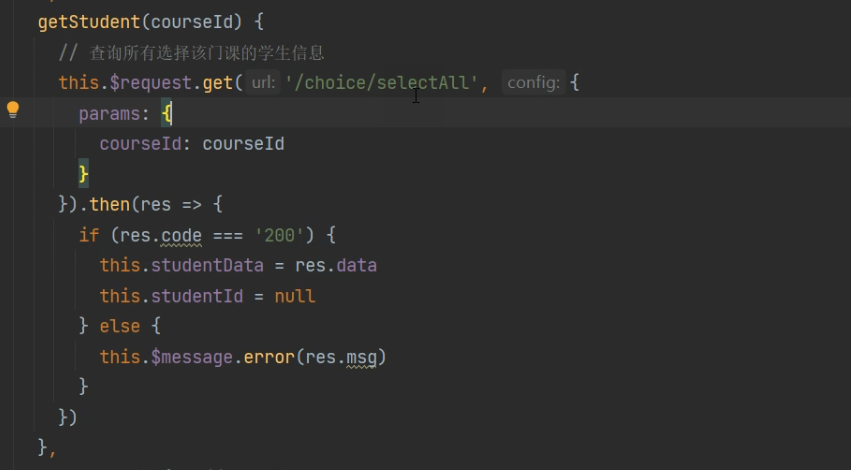 getStudent(courseId) {
// 查询所有选择该门课的学生信息
this.$request.get( url: '/choice/selectAll', config: {
params: {
courseId: courseId
}
}).then(res => {
if (res.code === '200') {
this.studentData = res.data
this.studentId = null
} else {
this.$message.error(res.msg)
}
})
},